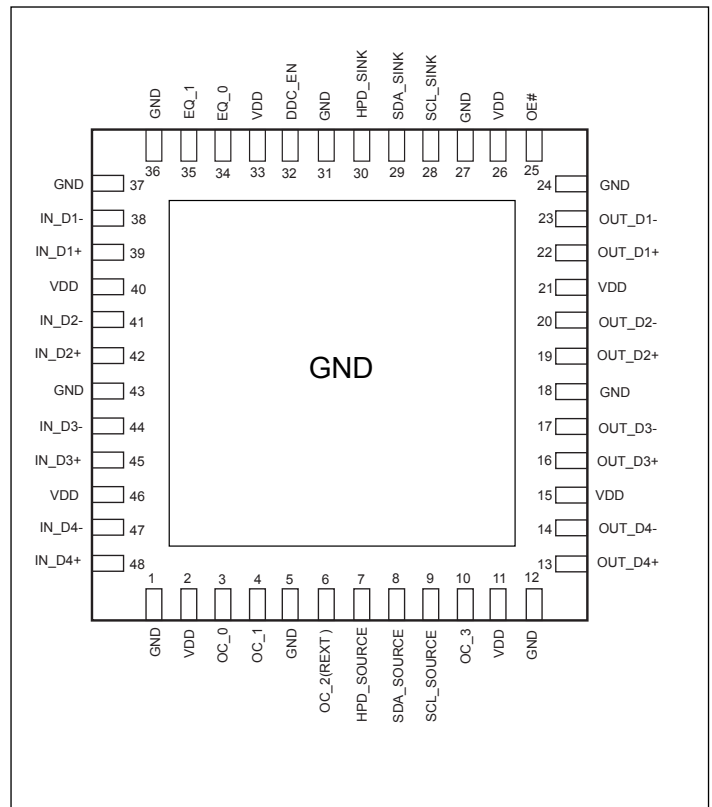 GND EQ_1 EQ_0 VDD DDC_EN GND HPD_SINK SDA_SINK SCL_SINK GND VDD OE#
36 35 34 33 32 31 30 29 28 27 26 25
GND 37 24 GND
IN_D1- 38 23 OUT_D1-
IN_D1+ 39 22 OUT_D1+
VDD 40 21 VDD
IN_D2- 41 20 OUT_D2-
IN_D2+ 42 19 OUT_D2+
GND
GND 43 18 GND
IN_D3- 44 17 OUT_D3-
IN_D3+ 45 16 OUT_D3+
VDD 46 15 VDD
IN_D4- 47 14 OUT_D4-
IN_D4+ 48 13 OUT_D4+
1 2 3 4 5 6 7 8 9 10 11 12
GND VDD OC_0 OC_1 GND OC_2(REXT ) HPD_SOURCE SDA_SOURCE SCL_SOURCE OC_3 VDD GND